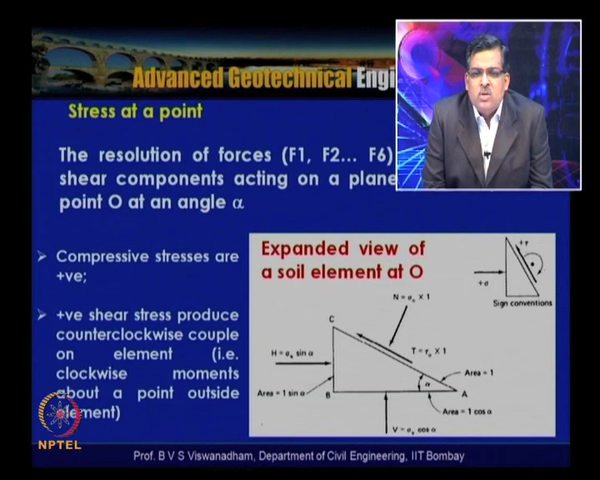 Advanced Geotechnical Engi
Stress at a point
The resolution of forces (F1, F2... F6)
shear components acting on a plane
point O at an angle α
Compressive stresses are
+ve;
+ve shear stress produce
counterclockwise couple
on element (i.e.
clockwise moments
about a point outside
element)
Expanded view of
a soil element at O
+τ
+σ
Sign conventions
N = σα × 1
C
T = τα × 1
H = σx sin α
Area = 1
α
Area = 1 sin α
B
A
Area = 1 cos α
V = σy cos α
NPTEL
Prof. B V S Viswanadham, Department of Civil Engineering, IIT Bombay